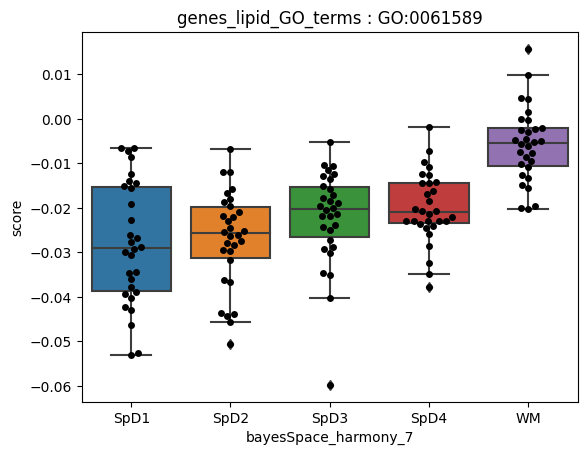 genes_lipid_GO_terms : GO:0061589
0.01
0.00
−0.01
−0.02
−0.03
−0.04
−0.05
−0.06
score
SpD1
SpD2
SpD3
SpD4
WM
bayesSpace_harmony_7